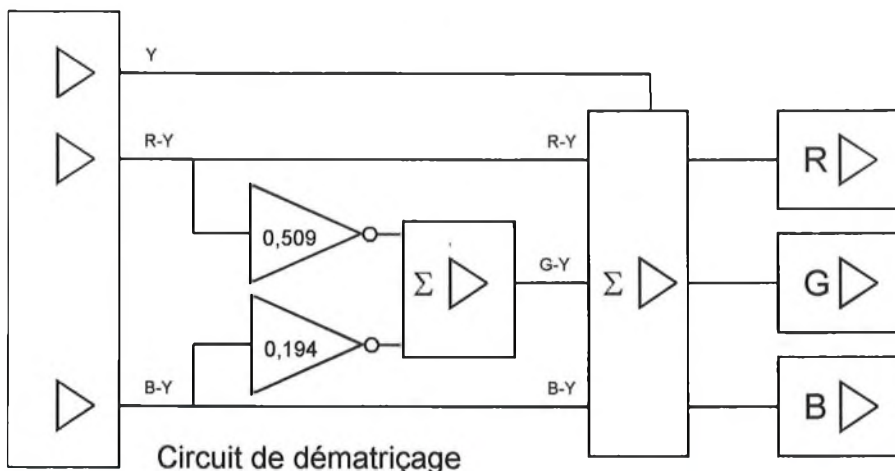 Y
R-Y R-Y R
0,509
Σ G-Y Σ G
0,194
B-Y B-Y B
Circuit de dématriçage